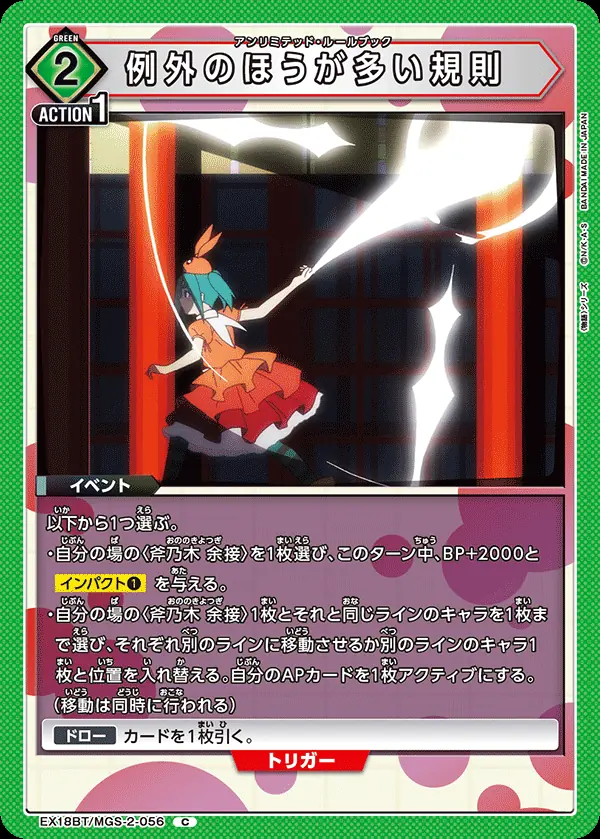 GREEN
2
アンリミテッド・ルールブック
例外のほうが多い規則
ACTION1
BANDAI MADE IN JAPAN
©N/K・A・S
〈物語〉シリーズ
イベント
以下から1つ選ぶ。
・自分の場の〈斧乃木 余接〉を1枚選び、このターン中、BP+2000と
インパクト❶ を与える。
・自分の場の〈斧乃木 余接〉1枚とそれと同じラインのキャラを1枚ま
で選び、それぞれ別のラインに移動させるか別のラインのキャラ1
枚と位置を入れ替える。自分のAPカードを1枚アクティブにする。
(移動は同時に行われる)
ドロー カードを1枚引く。
トリガー
EX18BT/MGS-2-056 C